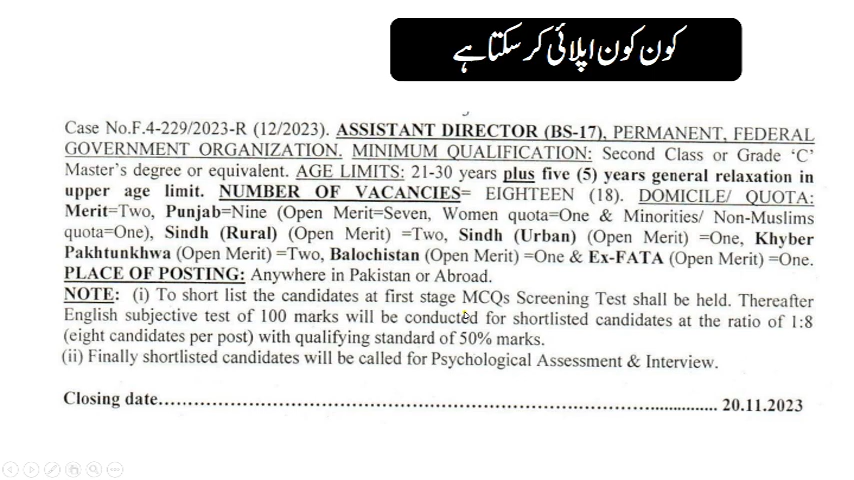 کون کون اپلائی کر سکتا ہے
Case No.F.4-229/2023-R (12/2023). ASSISTANT DIRECTOR (BS-17), PERMANENT, FEDERAL
GOVERNMENT ORGANIZATION. MINIMUM QUALIFICATION: Second Class or Grade ‘C’
Master’s degree or equivalent. AGE LIMITS: 21-30 years plus five (5) years general relaxation in
upper age limit. NUMBER OF VACANCIES= EIGHTEEN (18). DOMICILE/ QUOTA:
Merit=Two, Punjab=Nine (Open Merit=Seven, Women quota=One & Minorities/ Non-Muslims
quota=One), Sindh (Rural) (Open Merit) =Two, Sindh (Urban) (Open Merit) =One, Khyber
Pakhtunkhwa (Open Merit) =Two, Balochistan (Open Merit) =One & Ex-FATA (Open Merit) =One.
PLACE OF POSTING: Anywhere in Pakistan or Abroad.
NOTE: (i) To short list the candidates at first stage MCQs Screening Test shall be held. Thereafter
English subjective test of 100 marks will be conducted for shortlisted candidates at the ratio of 1:8
(eight candidates per post) with qualifying standard of 50% marks.
(ii) Finally shortlisted candidates will be called for Psychological Assessment & Interview.
Closing date.................................................................................... 20.11.2023